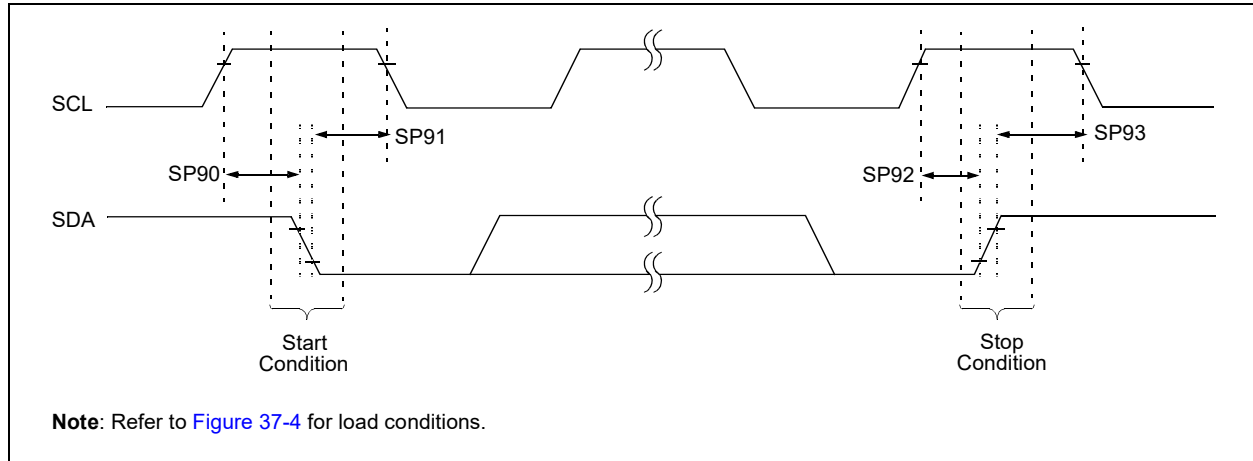 SCL
SP91
SP93
SP90
SP92
SDA
Start
Condition
Stop
Condition
Note: Refer to Figure 37-4 for load conditions.